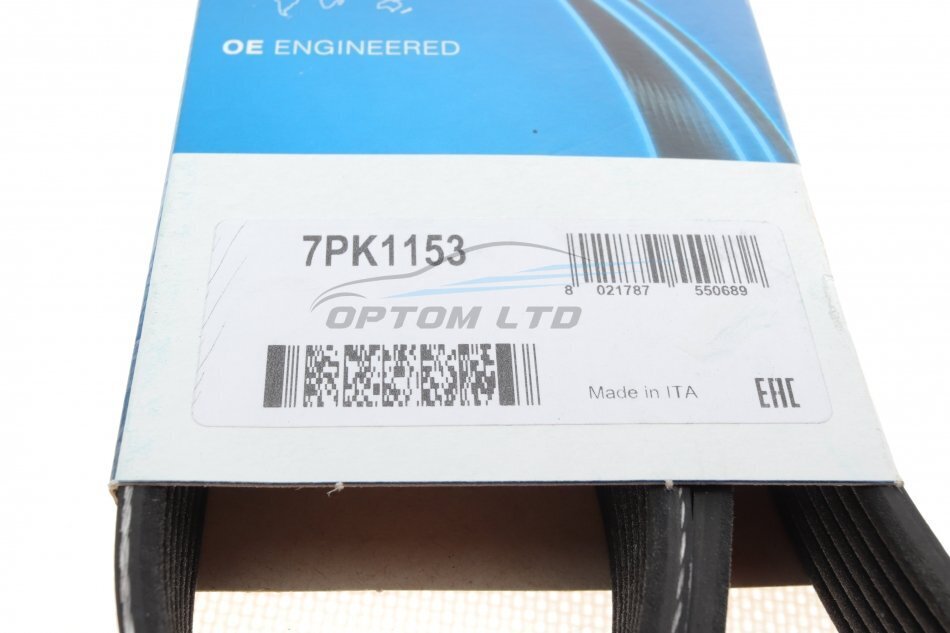 OE ENGINEERED
7PK1153
8 021787 550689
OPTOM LTD
Made in ITA
EAC